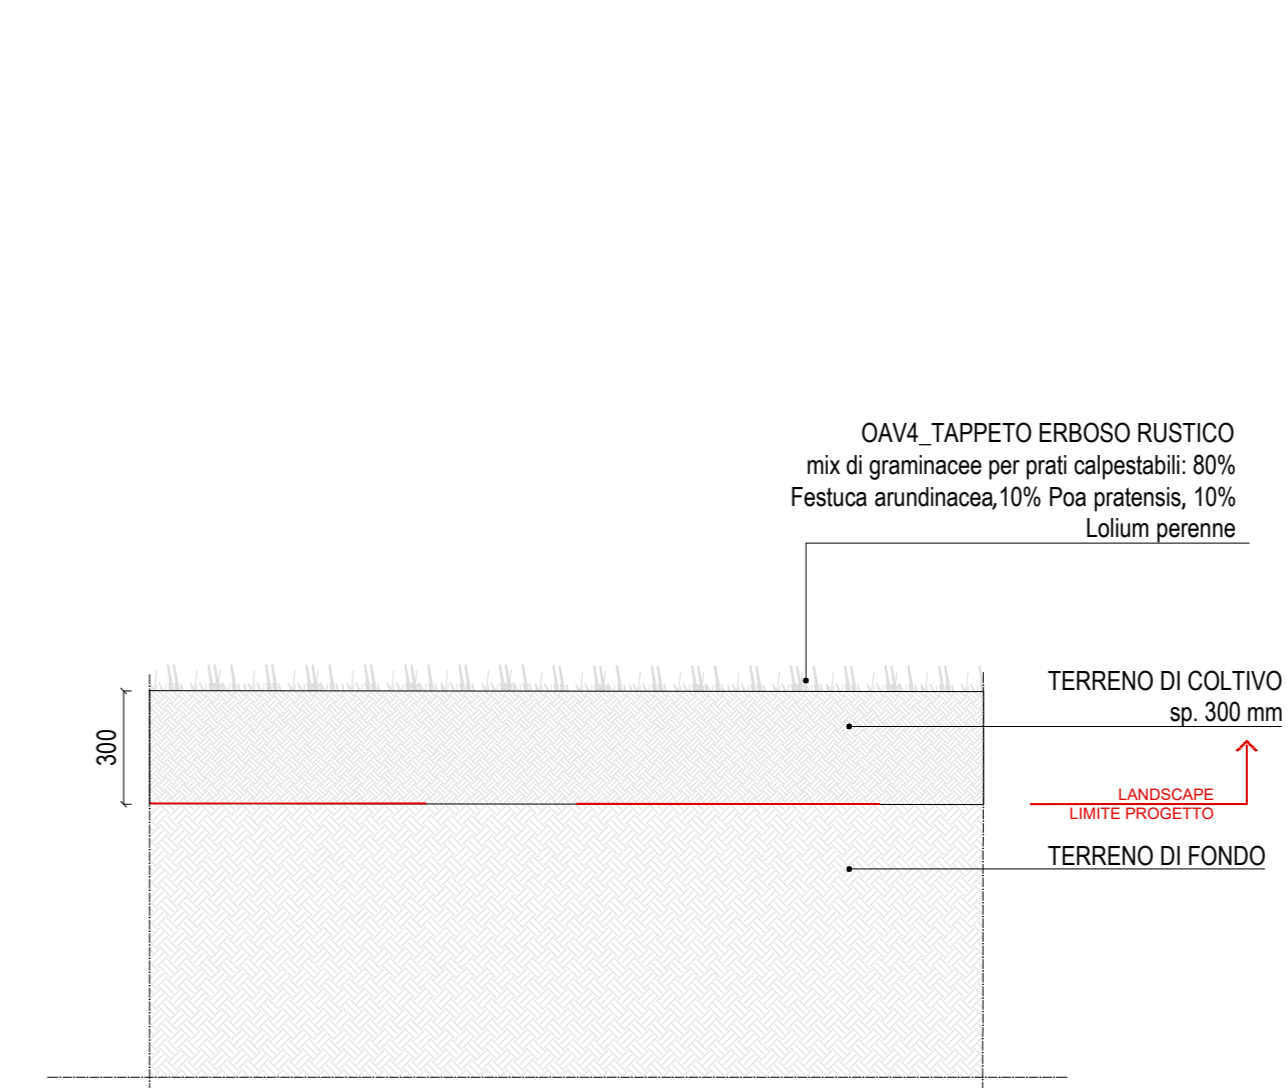 OAV4_TAPPETO ERBOSO RUSTICO
mix di graminacee per prati calpestabili: 80%
Festuca arundinacea,10% Poa pratensis, 10%
Lolium perenne
TERRENO DI COLTIVO
sp. 300 mm
300
LANDSCAPE
LIMITE PROGETTO
TERRENO DI FONDO